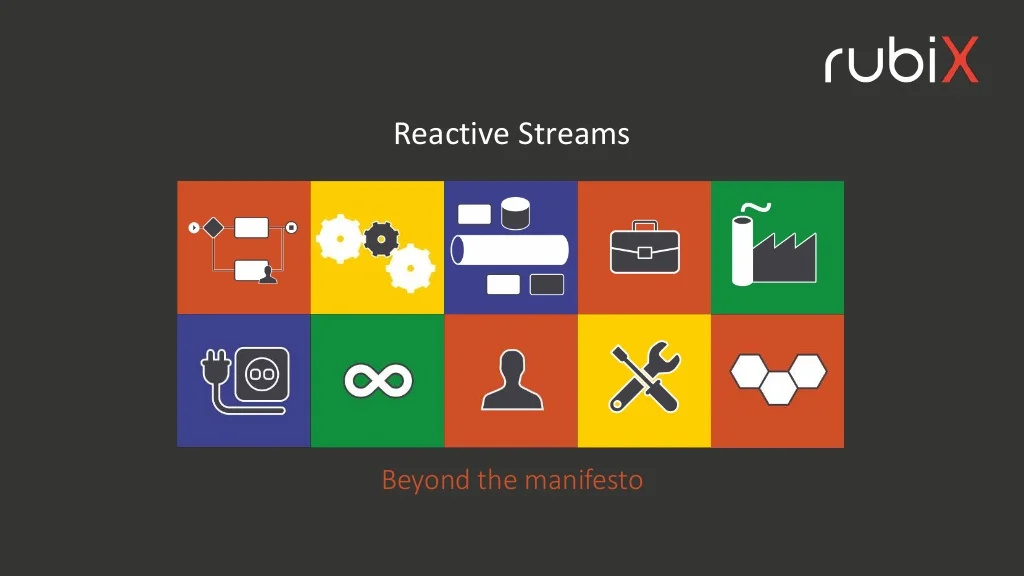 rubiX
Reactive Streams
Beyond the manifesto